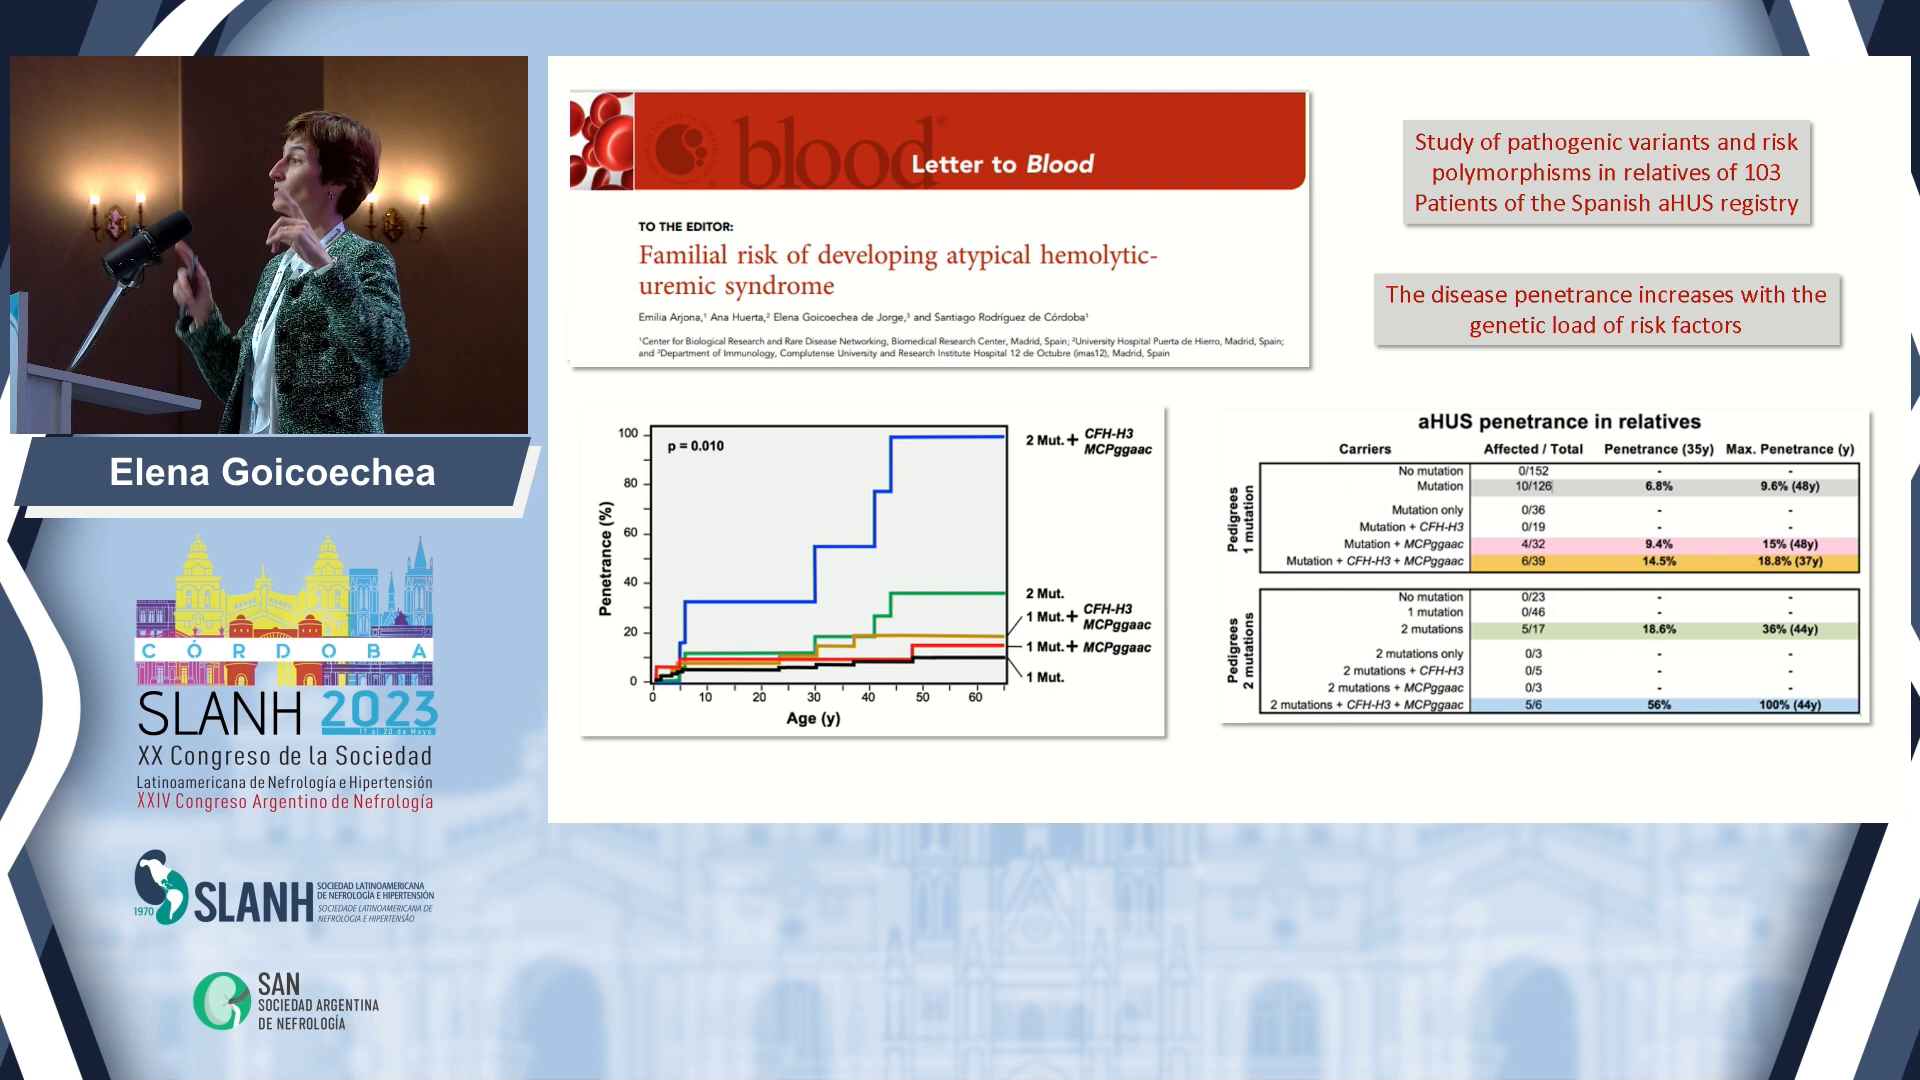 Elena Goicoechea
CÓRDOBA
SLANH 2023
17 al 20 de Mayo
XX Congreso de la Sociedad
Latinoamericana de Nefrología e Hipertensión
XXIV Congreso Argentino de Nefrología
1970
SLANH
SOCIEDAD LATINOAMERICANA
DE NEFROLOGÍA E HIPERTENSIÓN
SOCIEDADE LATINOAMERICANA DE
NEFROLOGIA E HIPERTENSÃO
SAN
SOCIEDAD ARGENTINA
DE NEFROLOGÍA
blood®
Letter to Blood
TO THE EDITOR:
Familial risk of developing atypical hemolytic-
uremic syndrome
Emilia Arjona,¹ Ana Huerta,² Elena Goicoechea de Jorge,³ and Santiago Rodríguez de Córdoba¹
¹Center for Biological Research and Rare Disease Networking, Biomedical Research Center, Madrid, Spain; ²University Hospital Puerta de Hierro, Madrid, Spain;
and ³Department of Immunology, Complutense University and Research Institute Hospital 12 de Octubre (imas12), Madrid, Spain
Study of pathogenic variants and risk
polymorphisms in relatives of 103
Patients of the Spanish aHUS registry
The disease penetrance increases with the
genetic load of risk factors
p = 0.010
Penetrance (%)
100
80
60
40
20
0
0 10 20 30 40 50 60
Age (y)
2 Mut. + CFH-H3
MCPggaac
2 Mut.
1 Mut. + CFH-H3
MCPggaac
1 Mut. + MCPggaac
1 Mut.
aHUS penetrance in relatives
Carriers Affected / Total Penetrance (35y) Max. Penetrance (y)
Pedigrees
1 mutation
No mutation 0/152 - -
Mutation 10/126 6.8% 9.6% (48y)
Mutation only 0/36 - -
Mutation + CFH-H3 0/19 - -
Mutation + MCPggaac 4/32 9.4% 15% (48y)
Mutation + CFH-H3 + MCPggaac 6/39 14.5% 18.8% (37y)
Pedigrees
2 mutations
No mutation 0/23 - -
1 mutation 0/46 - -
2 mutations 5/17 18.6% 36% (44y)
2 mutations only 0/3 - -
2 mutations + CFH-H3 0/5 - -
2 mutations + MCPggaac 0/3 - -
2 mutations + CFH-H3 + MCPggaac 5/6 56% 100% (44y)